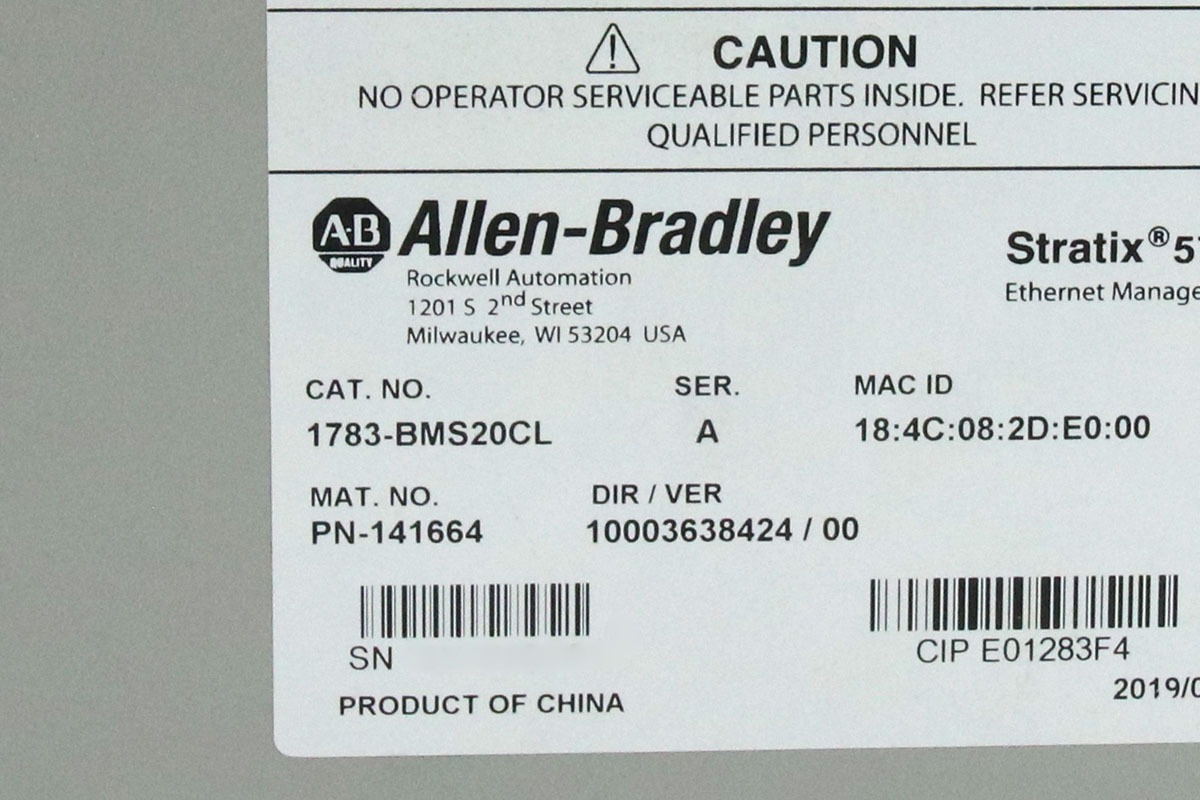 CAUTION
NO OPERATOR SERVICEABLE PARTS INSIDE. REFER SERVICIN
QUALIFIED PERSONNEL
A·B
QUALITY
Allen-Bradley
Rockwell Automation
1201 S 2nd Street
Milwaukee, WI 53204 USA
Stratix® 5
Ethernet Manage
CAT. NO. SER. MAC ID
1783-BMS20CL A 18:4C:08:2D:E0:00
MAT. NO. DIR / VER
PN-141664 10003638424 / 00
SN
CIP E01283F4
2019/0
PRODUCT OF CHINA